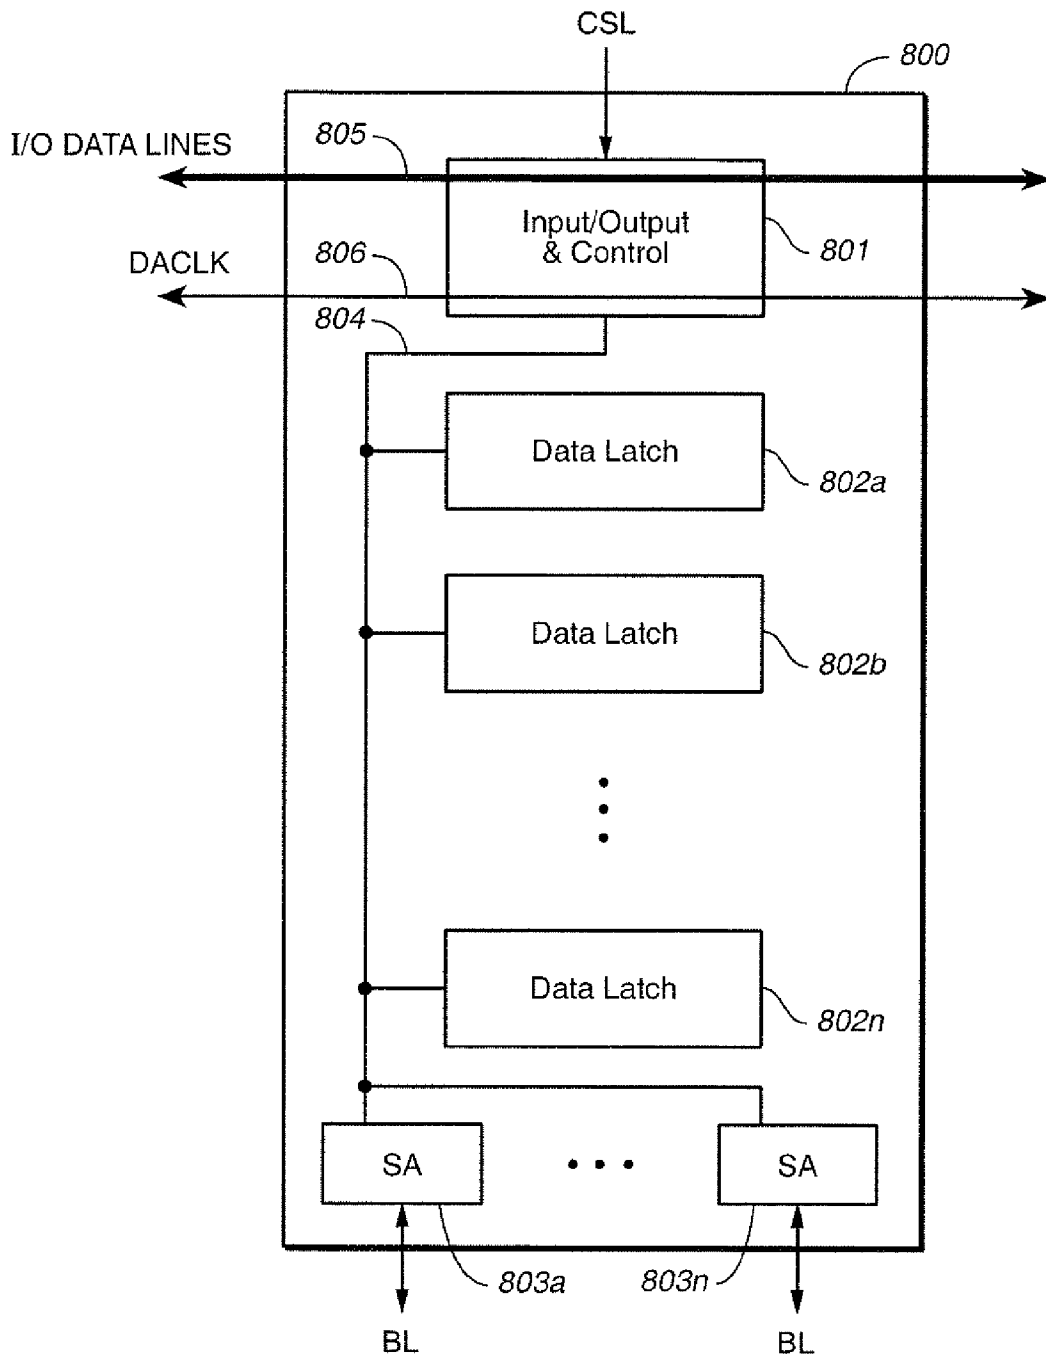 CSL
800
I/O DATA LINES
805
Input/Output
& Control
801
DACLK
806
804
Data Latch
802a
Data Latch
802b
Data Latch
802n
SA
SA
803a
803n
BL
BL